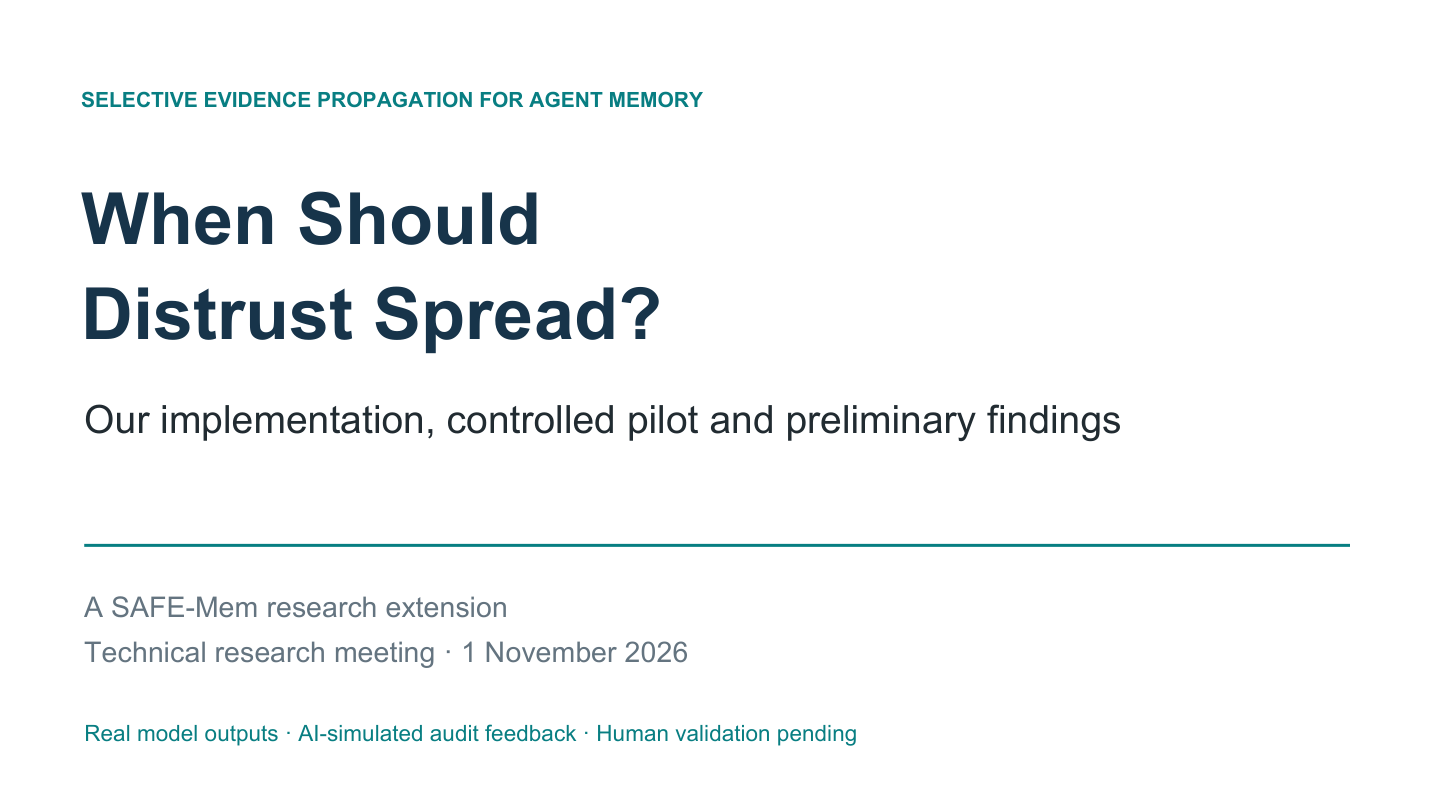 SELECTIVE EVIDENCE PROPAGATION FOR AGENT MEMORY
When Should
Distrust Spread?
Our implementation, controlled pilot and preliminary findings
A SAFE-Mem research extension
Technical research meeting · 1 November 2026
Real model outputs · AI-simulated audit feedback · Human validation pending